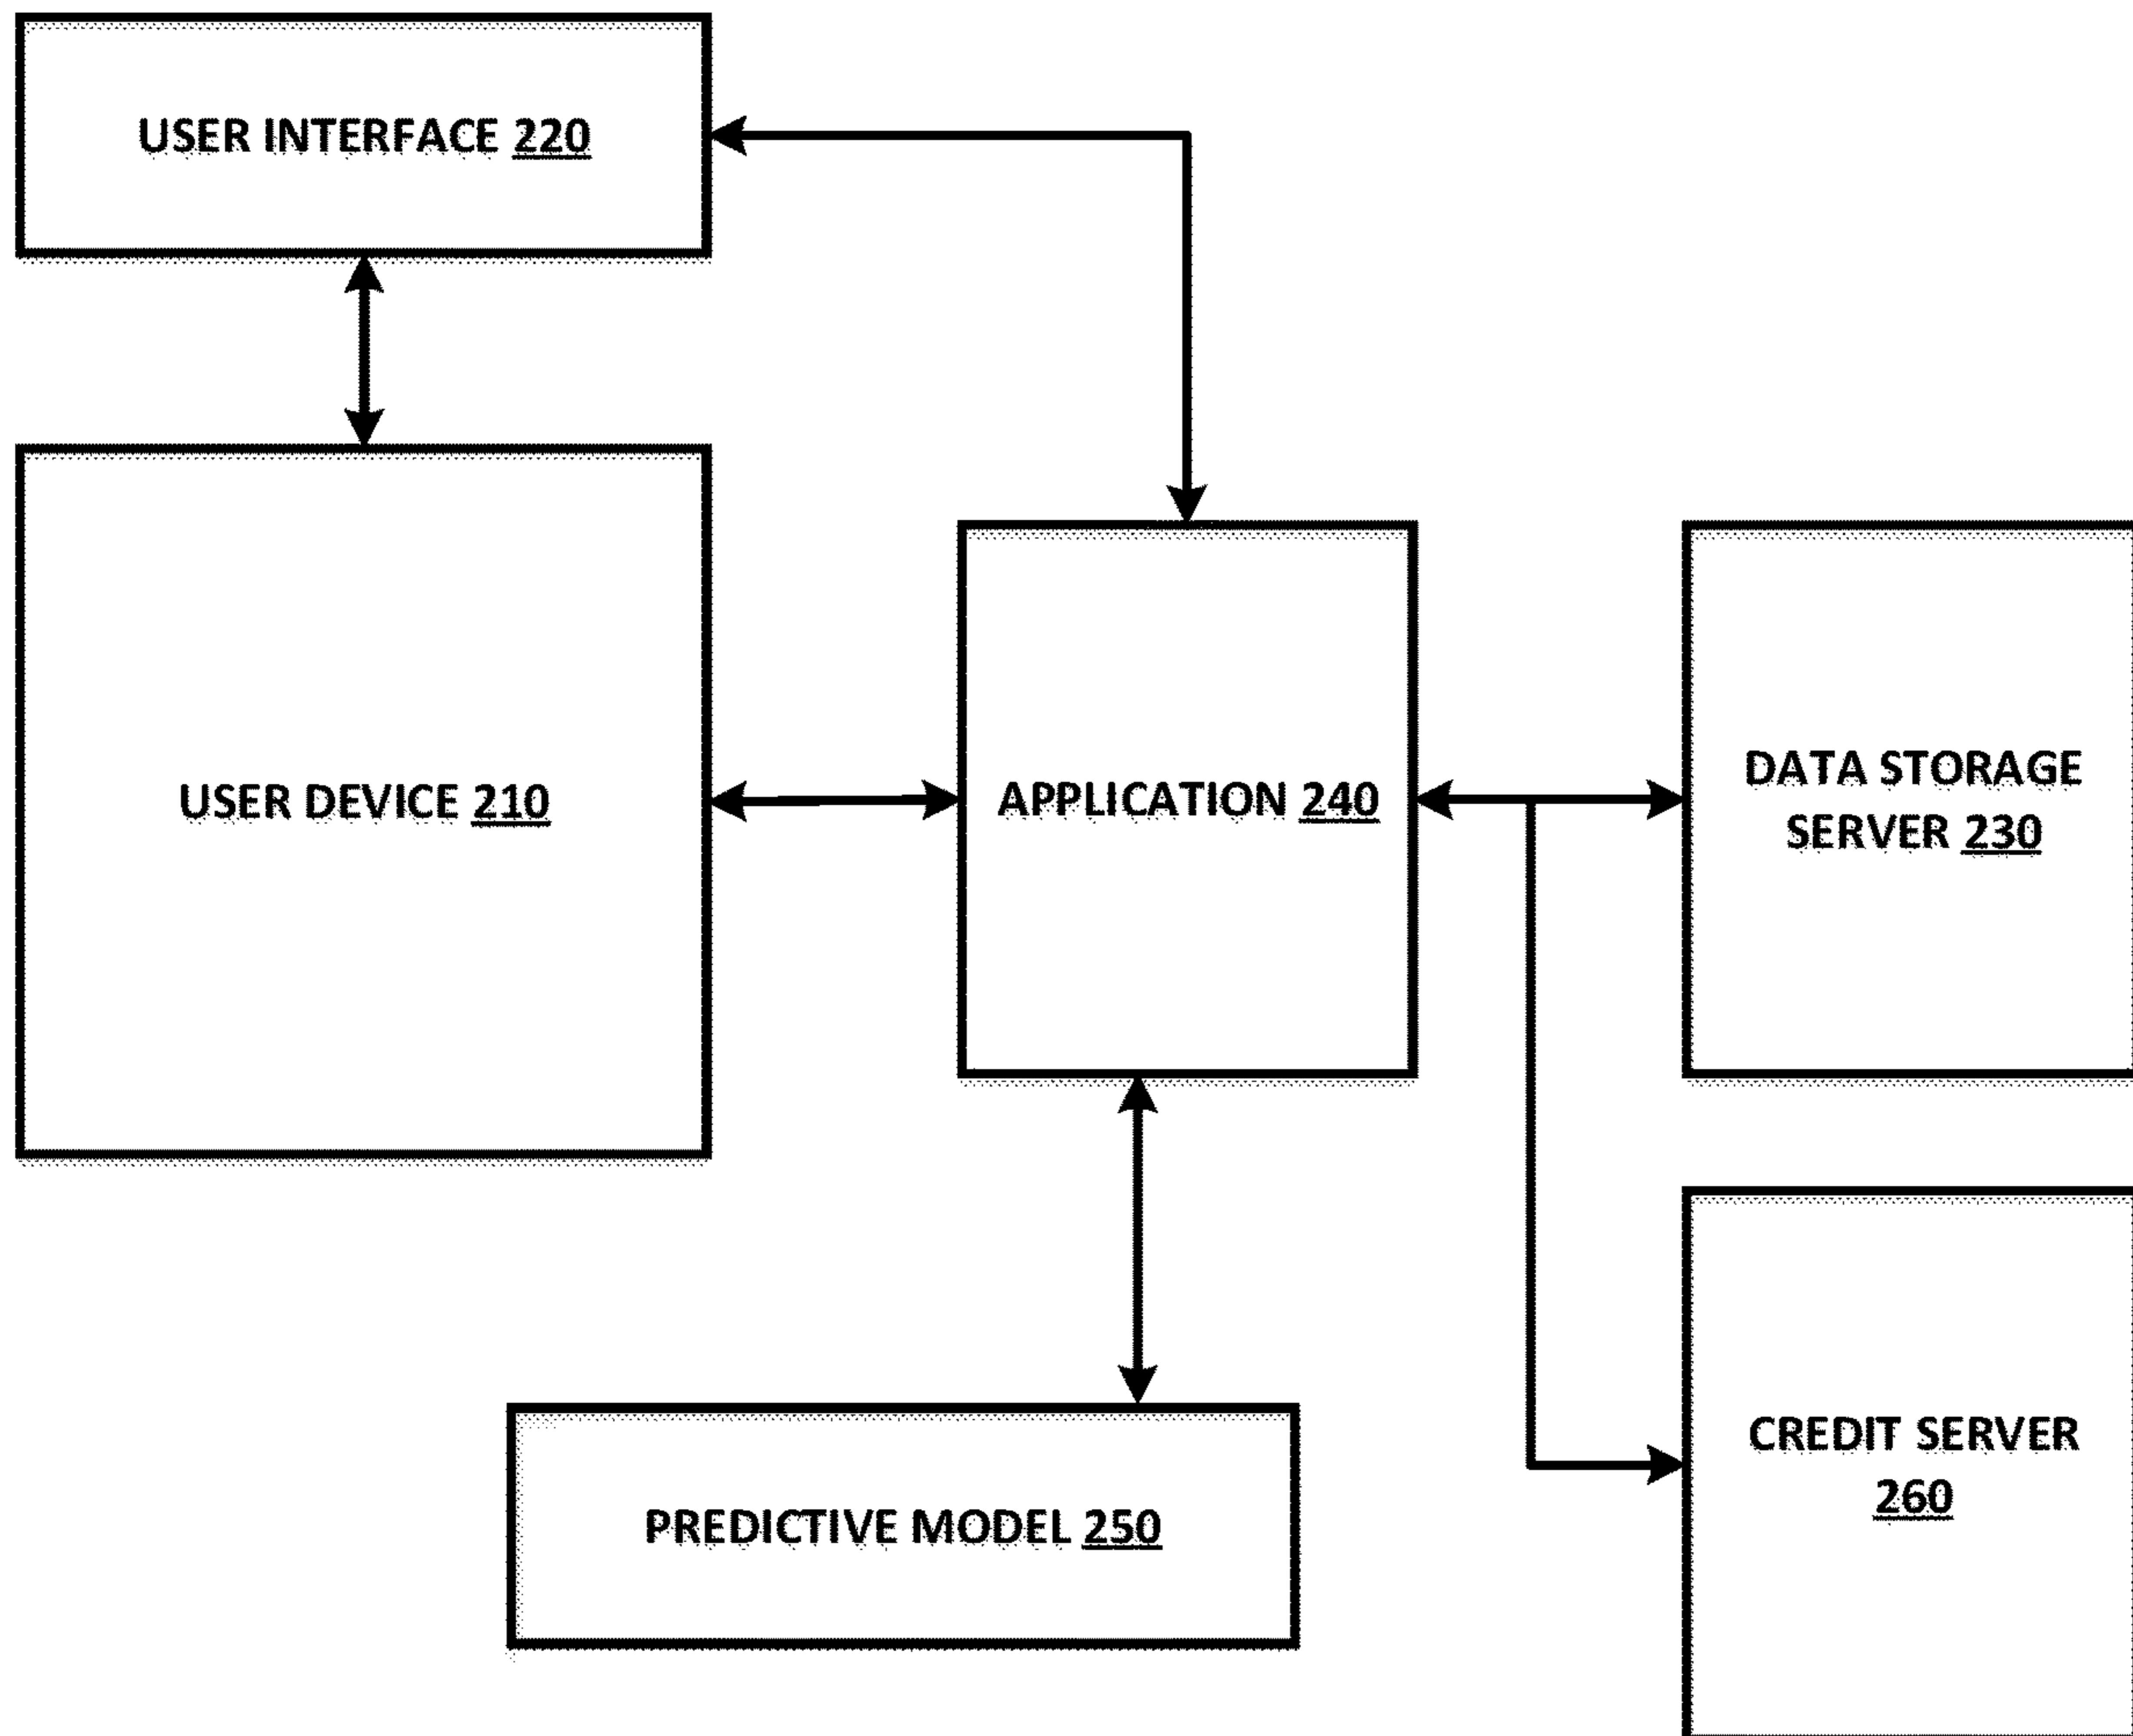 USER INTERFACE 220
USER DEVICE 210
APPLICATION 240
DATA STORAGE
SERVER 230
PREDICTIVE MODEL 250
CREDIT SERVER
260